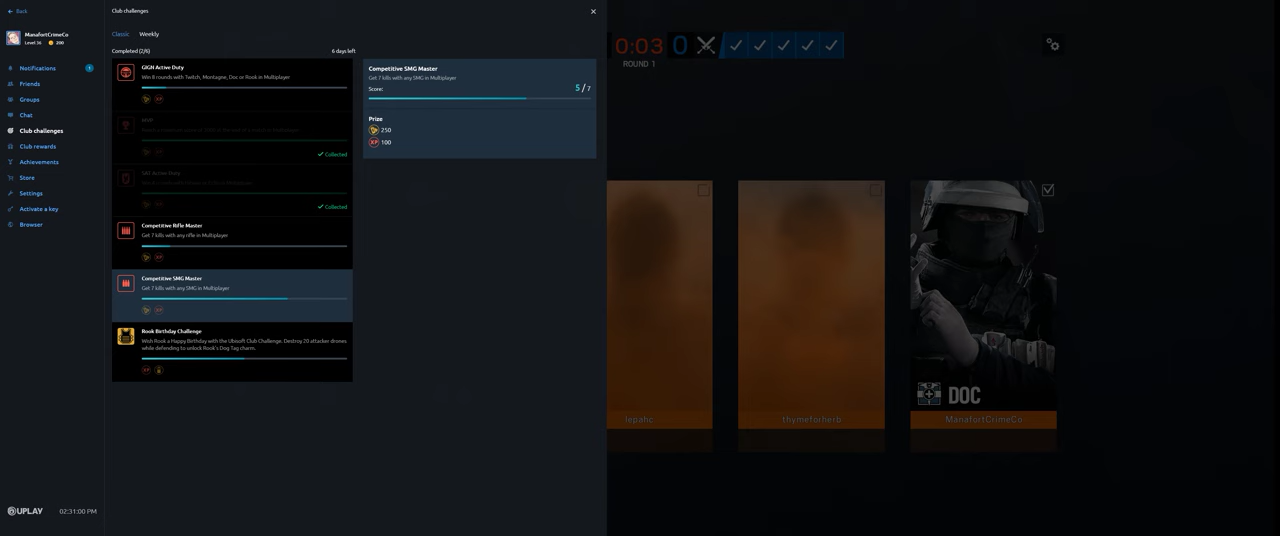 Back
Club challenges
ManafortCrimeCo
Level 36 200
Classic Weekly
Completed (2/6) 6 days left
Notifications 1
Friends
Groups
Chat
Club challenges
Club rewards
Achievements
Store
Settings
Activate a key
Browser
GIGN Active Duty
Win 8 rounds with Twitch, Montagne, Doc or Rook in Multiplayer
XP
MVP
XP
Collected
SAT Active Duty
XP
Collected
Competitive Rifle Master
Get 7 kills with any rifle in Multiplayer
XP
Competitive SMG Master
Get 7 kills with any SMG in Multiplayer
XP
Rook Birthday Challenge
Wish Rook a Happy Birthday with the Ubisoft Club Challenge. Destroy 20 attacker drones
while defending to unlock Rook's Dog Tag charm.
XP
Competitive SMG Master
Get 7 kills with any SMG in Multiplayer
Score: 5 / 7
Prize
250
XP 100
0:03 0
ROUND 1
DOC
lepahc
thymeforherb
ManafortCrimeCo
UPLAY 02:31:00 PM